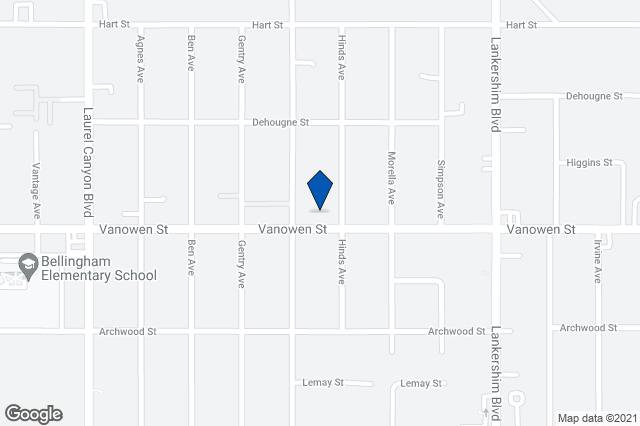 Hart St
Hart St
Hart St
Agnes Ave
Ben Ave
Gentry Ave
Hinds Ave
Lankershim Blvd
Dehougne St
Laurel Canyon Blvd
Dehougne St
Vantage Ave
Morella Ave
Simpson Ave
Higgins St
Vanowen St
Vanowen St
Vanowen St
Ben Ave
Gentry Ave
Hinds Ave
Irvine Ave
Bellingham
Elementary School
Archwood St
Archwood St
Archwood St
Lankershim Blvd
Lemay St
Lemay St
Google
Map data ©2021